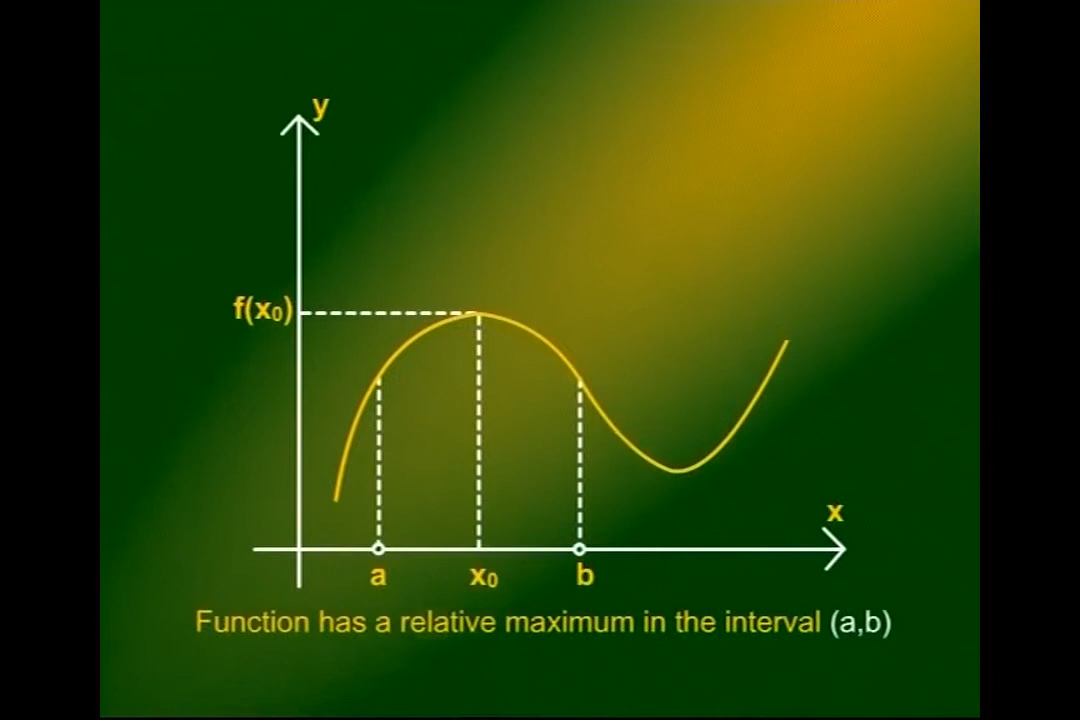 y
f(x₀)
x
a x₀ b
Function has a relative maximum in the interval (a,b)